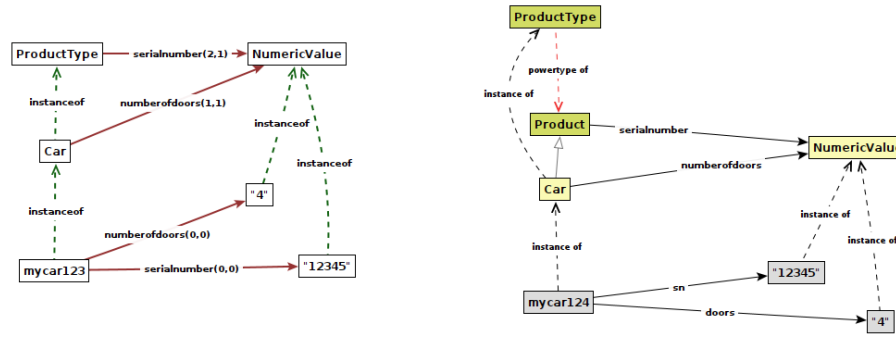 ProductType
serialnumber(2,1)
NumericValue
instanceof
numberofdoors(1,1)
instanceof
Car
instanceof
instanceof
"4"
numberofdoors(0,0)
mycar123
serialnumber(0,0)
"12345"
ProductType
powertype of
instance of
Product
serialnumber
NumericValue
numberofdoors
Car
instance of
instance of
instance of
"12345"
sn
mycar124
doors
"4"